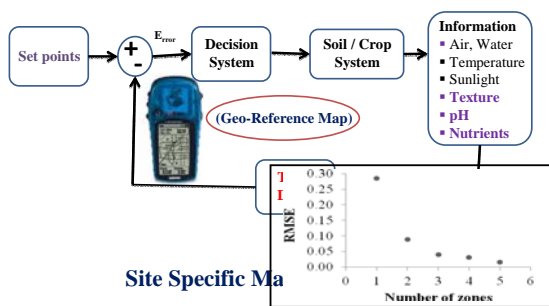 Set points
+
-
Error
Decision
System
Soil / Crop
System
Information
▪ Air, Water
▪ Temperature
▪ Sunlight
▪ Texture
▪ pH
▪ Nutrients
(Geo-Reference Map)
Site Specific Ma
RMSE
0.30
0.25
0.20
0.15
0.10
0.05
0.00
0 1 2 3 4 5 6
Number of zones